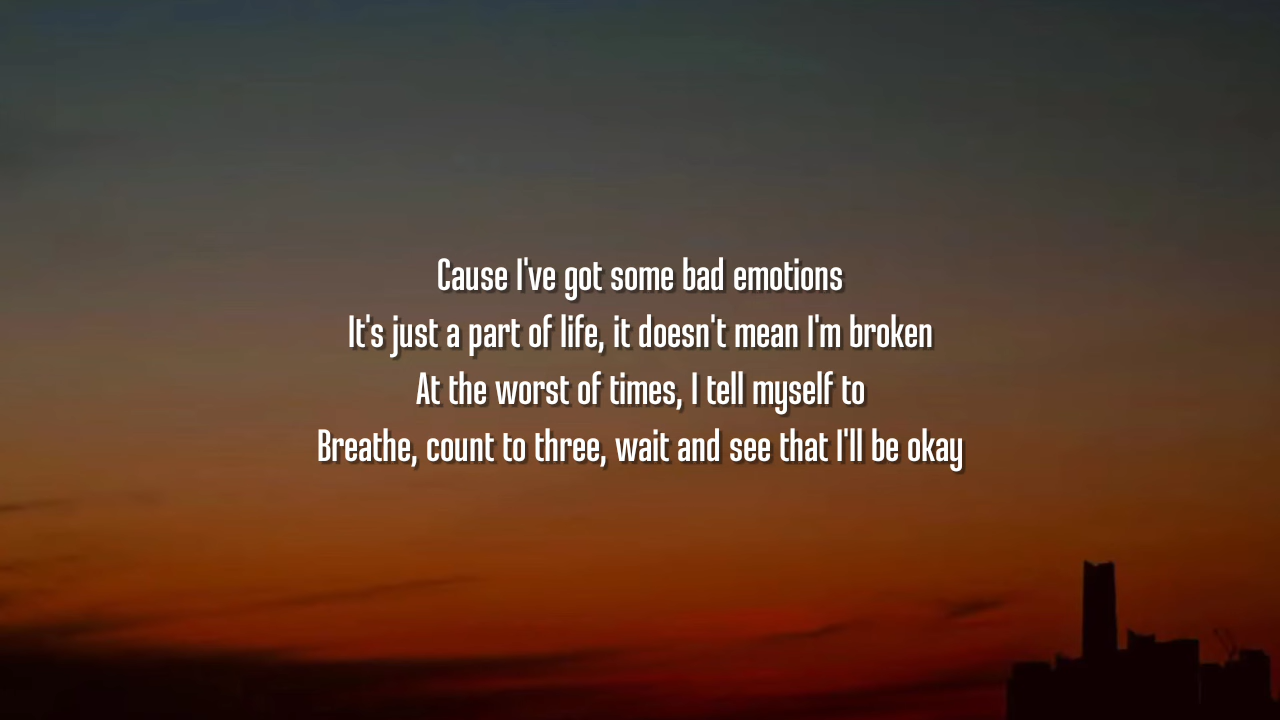 Cause I've got some bad emotions
It's just a part of life, it doesn't mean I'm broken
At the worst of times, I tell myself to
Breathe, count to three, wait and see that I'll be okay